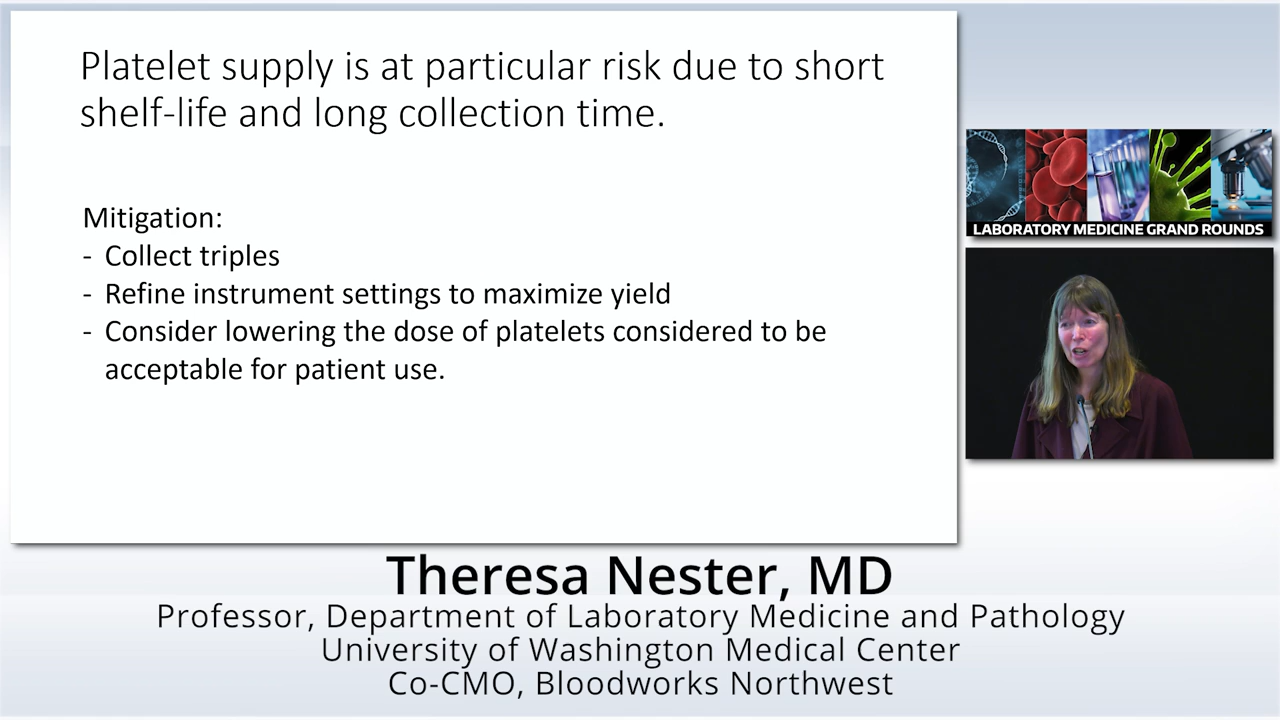 Platelet supply is at particular risk due to short
shelf-life and long collection time.
Mitigation:
- Collect triples
- Refine instrument settings to maximize yield
- Consider lowering the dose of platelets considered to be
acceptable for patient use.
LABORATORY MEDICINE GRAND ROUNDS
Theresa Nester, MD
Professor, Department of Laboratory Medicine and Pathology
University of Washington Medical Center
Co-CMO, Bloodworks Northwest